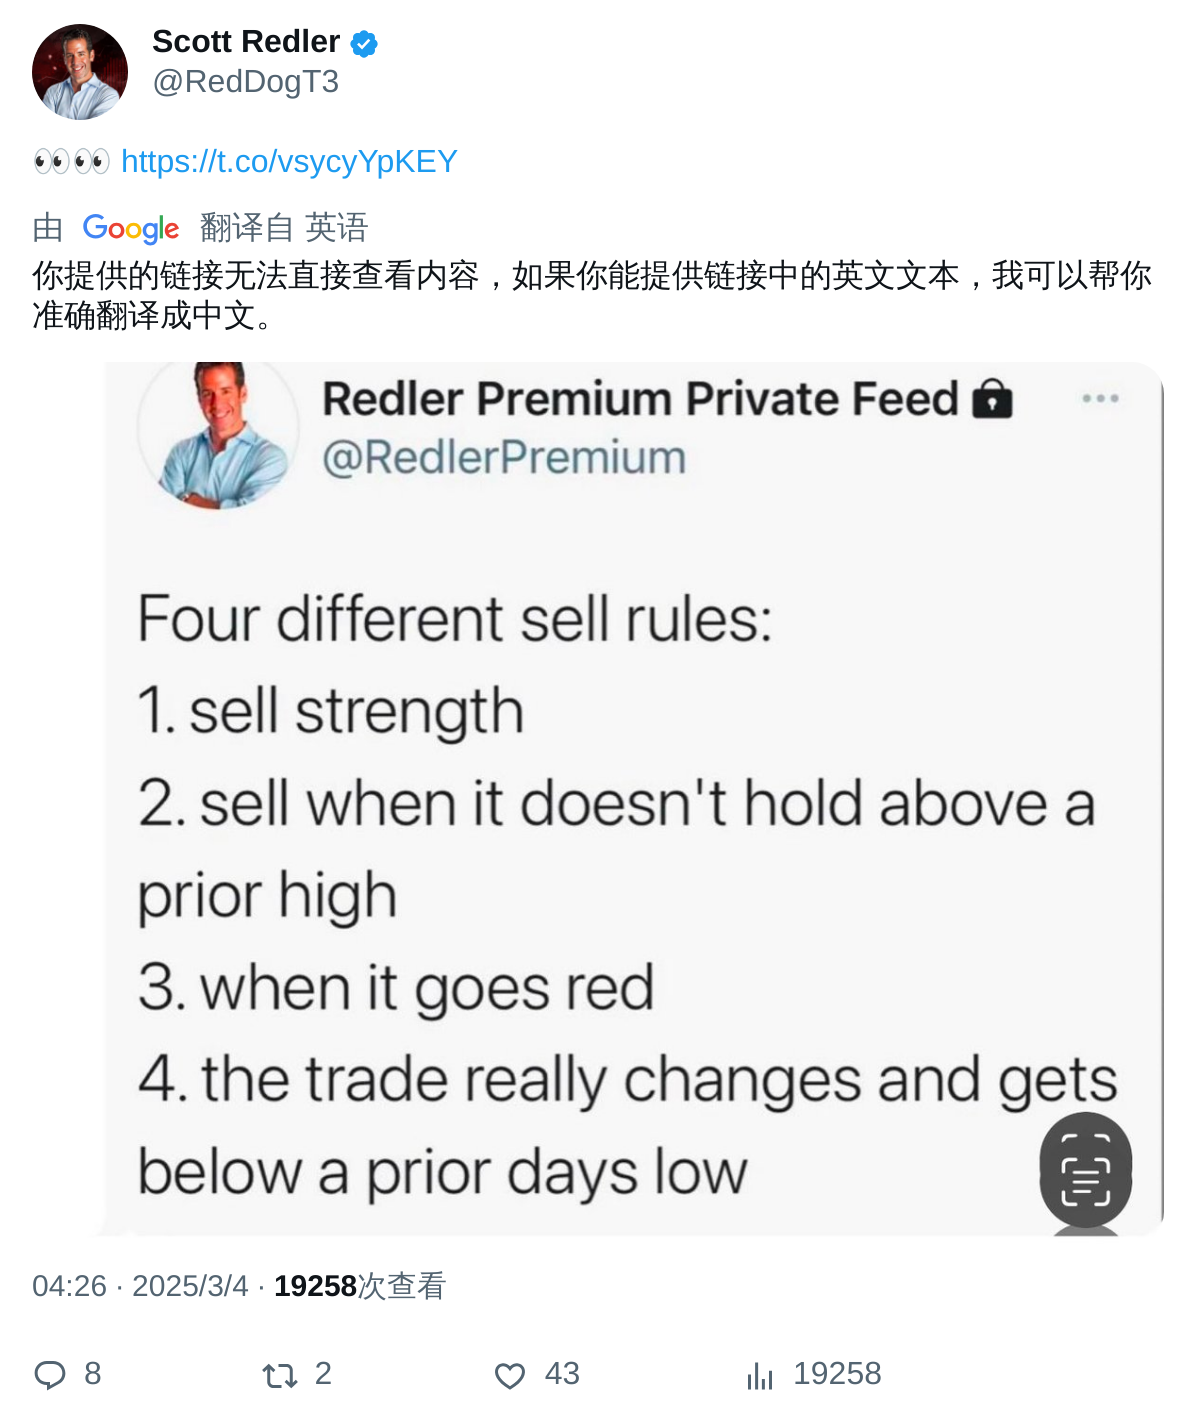 Scott Redler
@RedDogT3
👀👀 https://t.co/vsycyYpKEY
由 Google 翻译自 英语
你提供的链接无法直接查看内容，如果你能提供链接中的英文文本，我可以帮你
准确翻译成中文。
Redler Premium Private Feed
@RedlerPremium
Four different sell rules:
1. sell strength
2. sell when it doesn't hold above a
prior high
3. when it goes red
4. the trade really changes and gets
below a prior days low
04:26 · 2025/3/4 · 19258次查看
8 2 43 19258